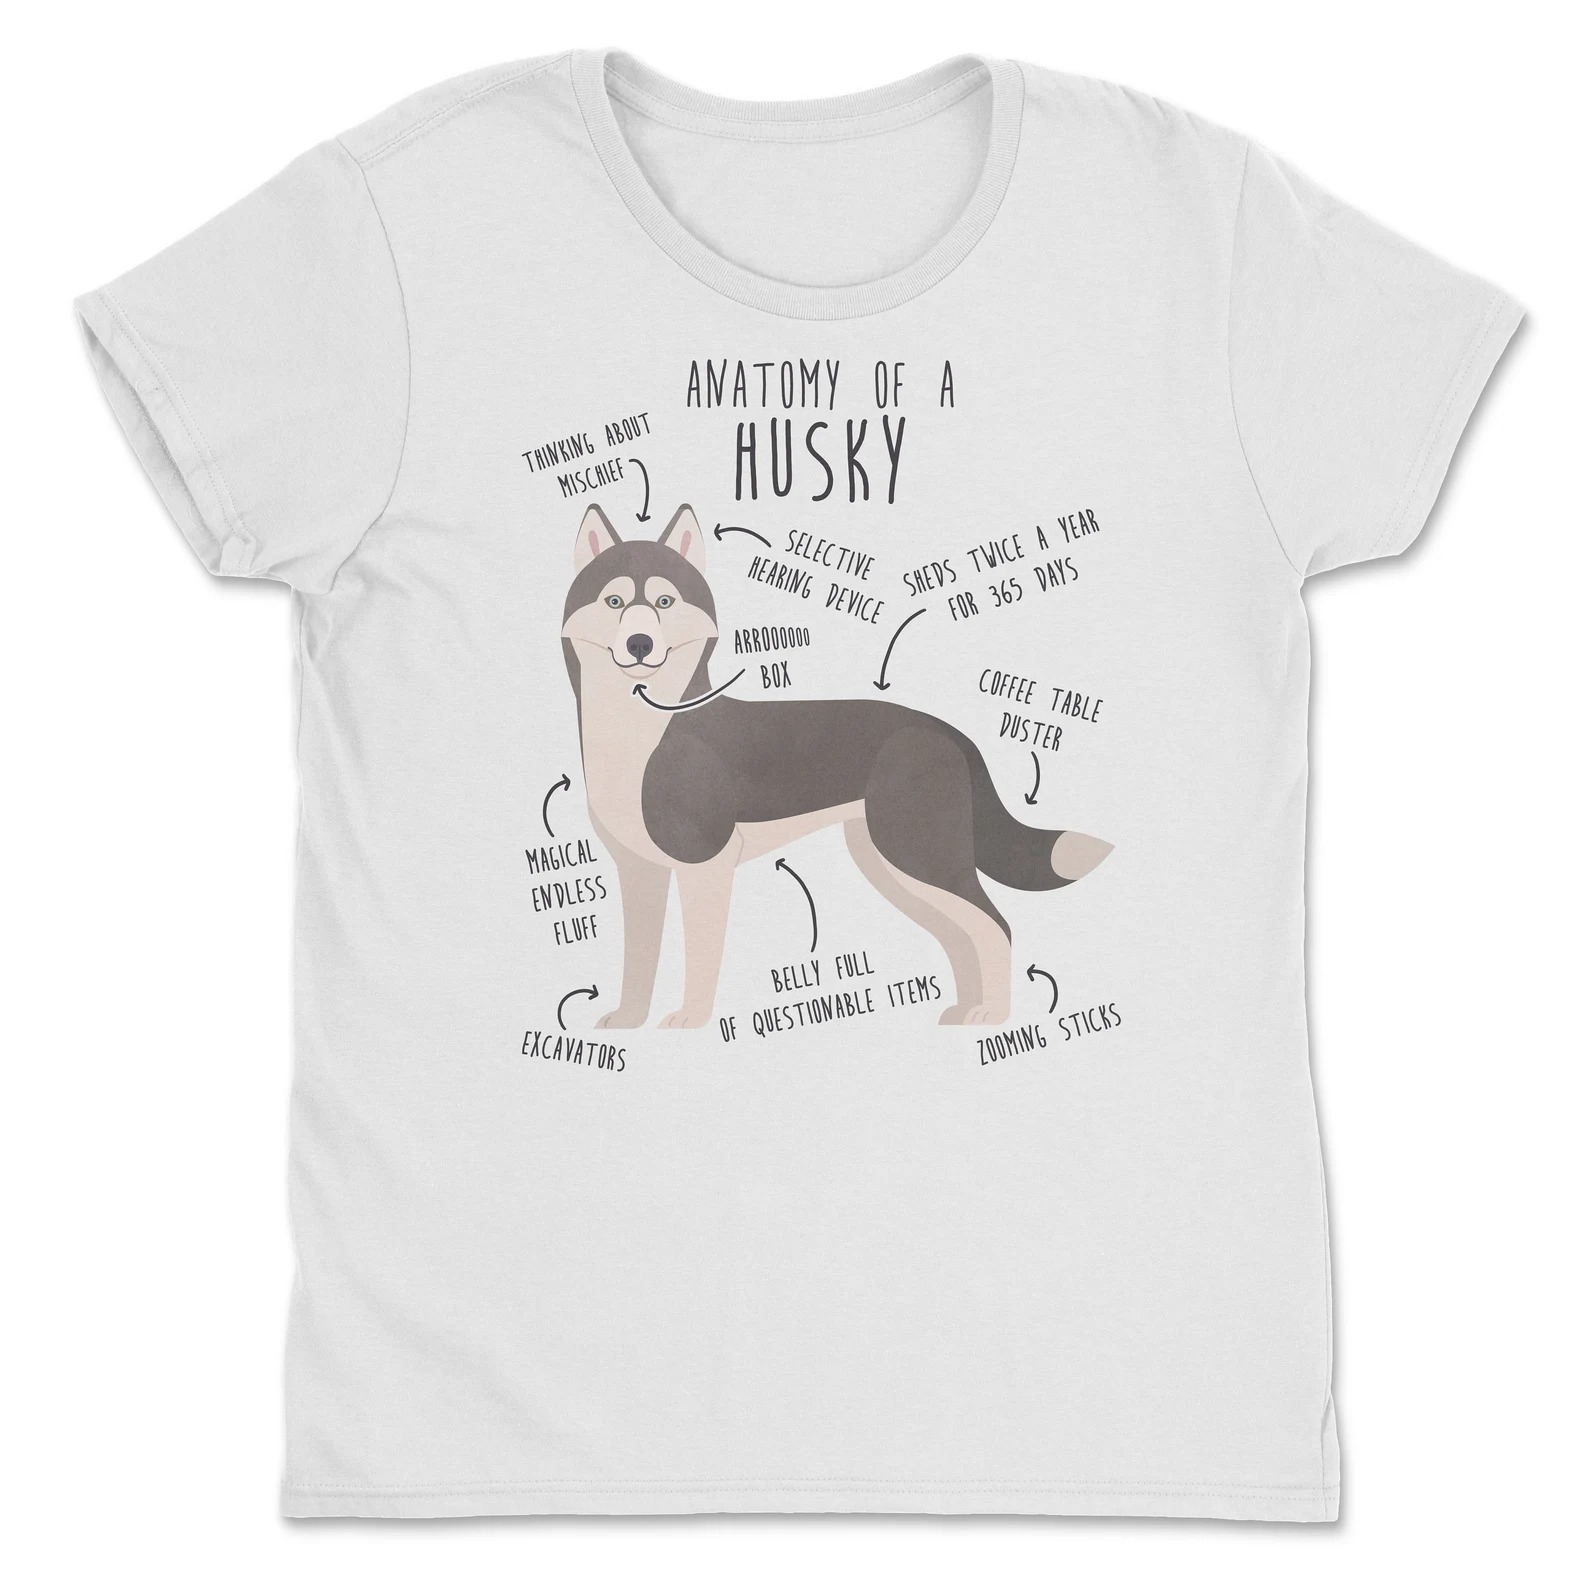 ANATOMY OF A
HUSKY
THINKING ABOUT
MISCHIEF
SELECTIVE
HEARING DEVICE
SHEDS TWICE A YEAR
FOR 365 DAYS
ARROOOOOO
BOX
COFFEE TABLE
DUSTER
MAGICAL
ENDLESS
FLUFF
BELLY FULL
OF QUESTIONABLE ITEMS
EXCAVATORS
ZOOMING STICKS